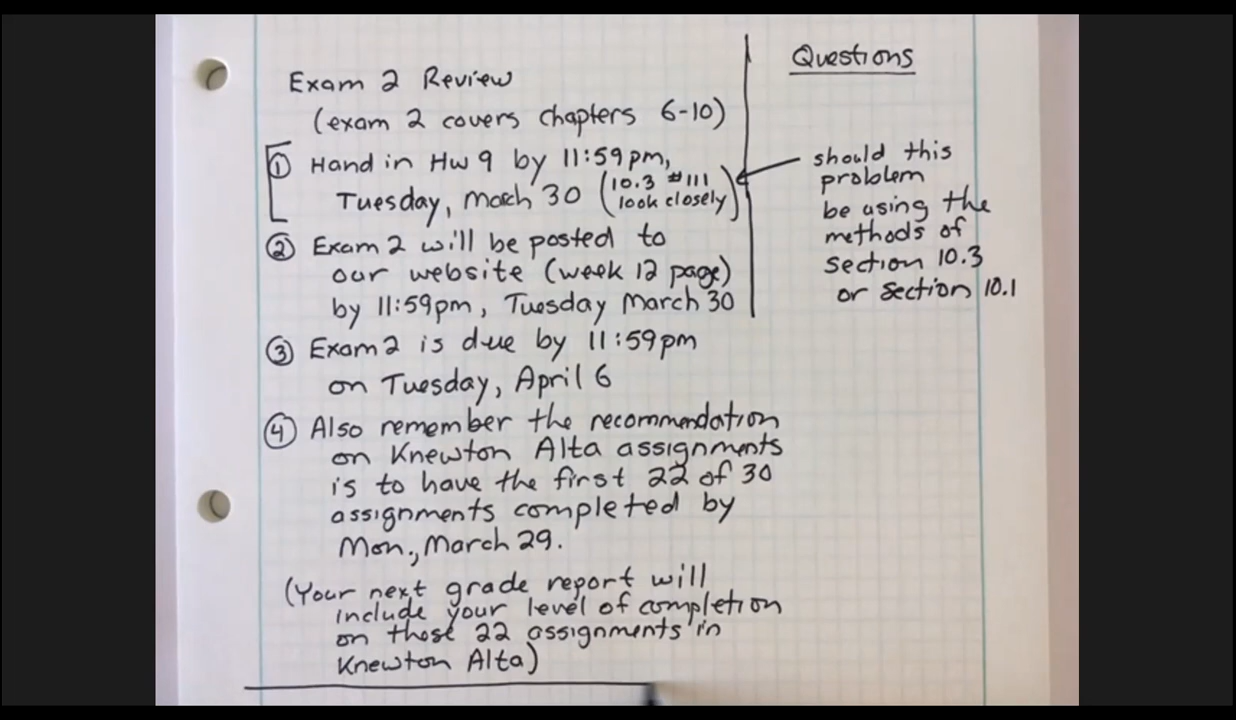 Exam 2 Review
(exam 2 covers chapters 6-10)
① Hand in Hw 9 by 11:59pm,
Tuesday, march 30 (10.3 #111
look closely)
② Exam 2 will be posted to
our website (week 12 page)
by 11:59pm, Tuesday March 30
③ Exam 2 is due by 11:59pm
on Tuesday, April 6
④ Also remember the recommendation
on Knewton Alta assignments
is to have the first 22 of 30
assignments completed by
Mon., March 29.
(Your next grade report will
include your level of completion
on these 22 assignments in
Knewton Alta)
Questions
should this
problem
be using the
methods of
section 10.3
or section 10.1